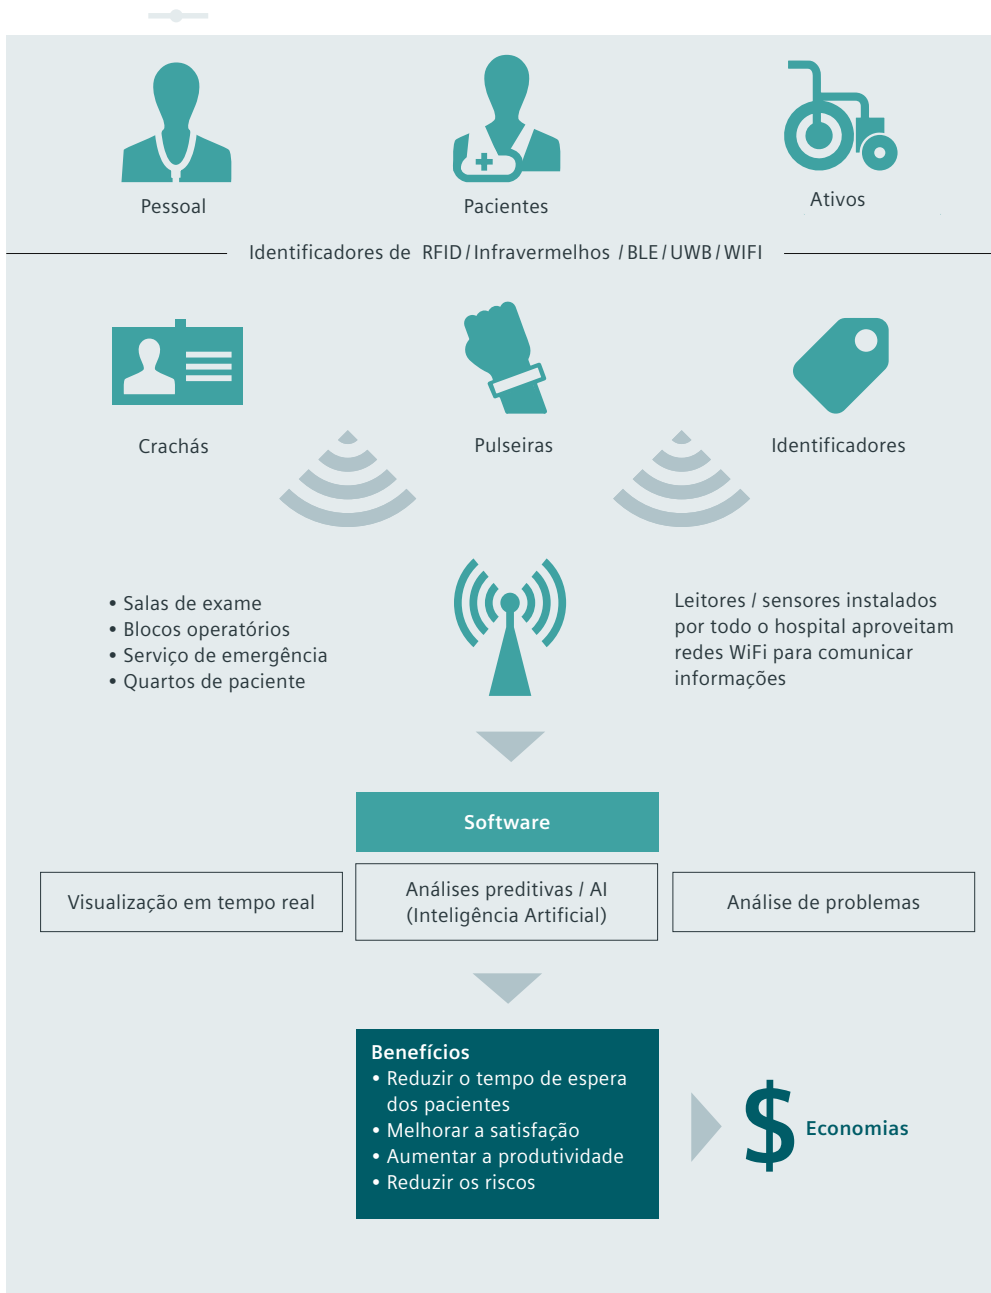 Pessoal
Pacientes
Ativos
Identificadores de RFID / Infravermelhos / BLE / UWB / WIFI
Crachás
Pulseiras
Identificadores
• Salas de exame
• Blocos operatórios
• Serviço de emergência
• Quartos de paciente
Leitores / sensores instalados
por todo o hospital aproveitam
redes WiFi para comunicar
informações
Software
Visualização em tempo real
Análises preditivas / AI
(Inteligência Artificial)
Análise de problemas
Benefícios
• Reduzir o tempo de espera
dos pacientes
• Melhorar a satisfação
• Aumentar a produtividade
• Reduzir os riscos
$
Economias